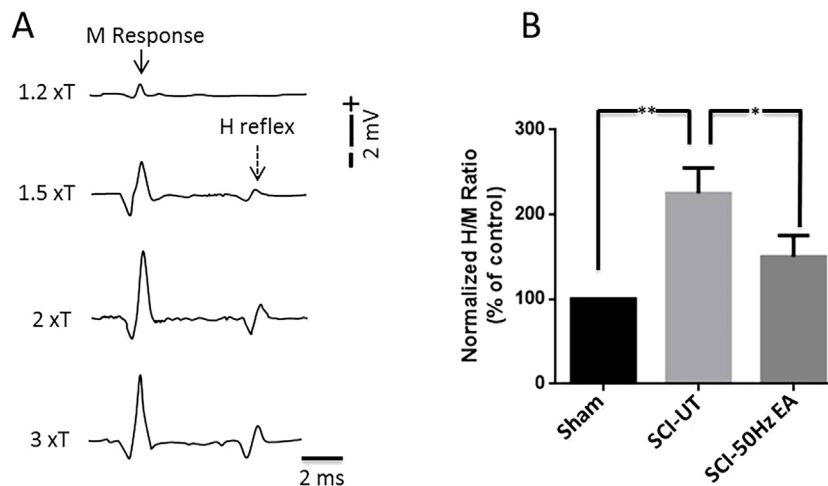 A
M Response
1.2 xT
+
2 mV
H reflex
1.5 xT
2 xT
3 xT
2 ms
B
Normalized H/M Ratio
(% of control)
300
200
100
0
**
*
Sham
SCI-UT
SCI-50Hz EA